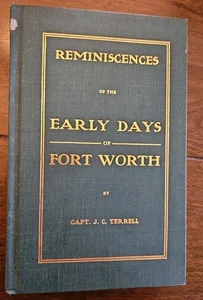 REMINISCENCES
OF THE
EARLY DAYS
OF
FORT WORTH
BY
CAPT. J. C. TERRELL